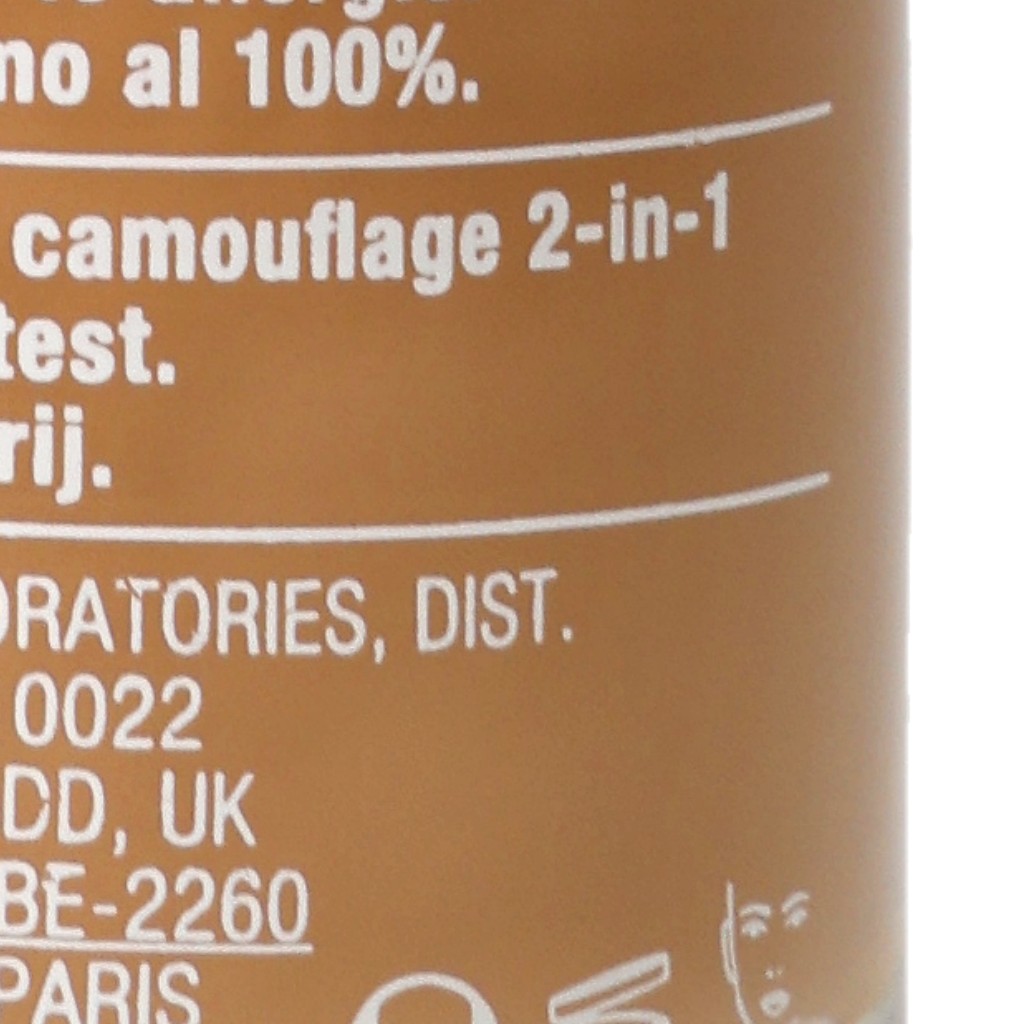 no al 100%.
camouflage 2-in-1
test.
rij.
ORATORIES, DIST.
0022
DD, UK
BE-2260
PARIS